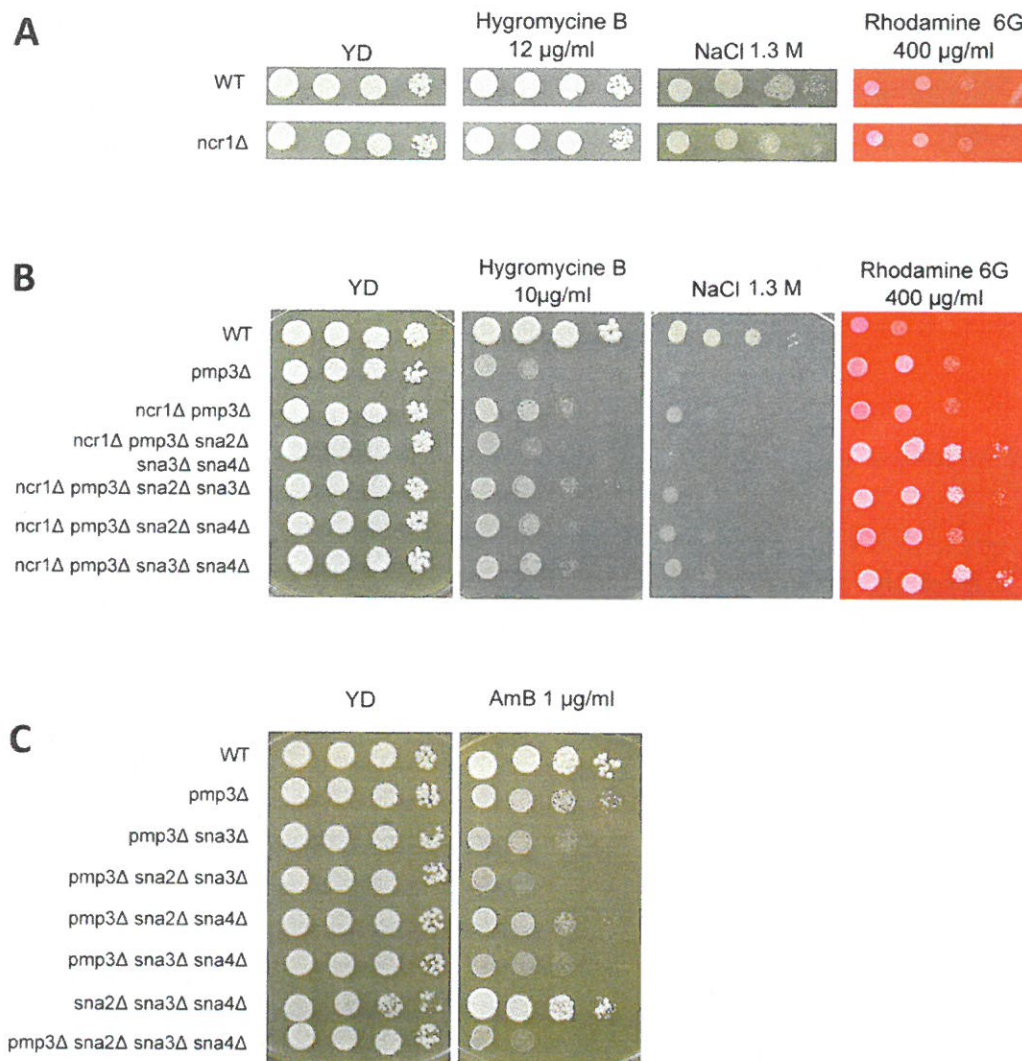 A
YD
Hygromycine B
12 µg/ml
NaCl 1.3 M
Rhodamine 6G
400 µg/ml
WT
ncr1Δ
B
YD
Hygromycine B
10µg/ml
NaCl 1.3 M
Rhodamine 6G
400 µg/ml
WT
pmp3Δ
ncr1Δ pmp3Δ
ncr1Δ pmp3Δ sna2Δ
sna3Δ sna4Δ
ncr1Δ pmp3Δ sna2Δ sna3Δ
ncr1Δ pmp3Δ sna2Δ sna4Δ
ncr1Δ pmp3Δ sna3Δ sna4Δ
C
YD
AmB 1 µg/ml
WT
pmp3Δ
pmp3Δ sna3Δ
pmp3Δ sna2Δ sna3Δ
pmp3Δ sna2Δ sna4Δ
pmp3Δ sna3Δ sna4Δ
sna2Δ sna3Δ sna4Δ
pmp3Δ sna2Δ sna3Δ sna4Δ